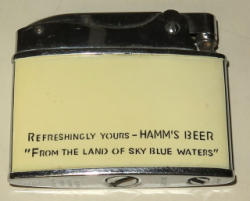 REFRESHINGLY YOURS - HAMM'S BEER
"FROM THE LAND OF SKY BLUE WATERS"